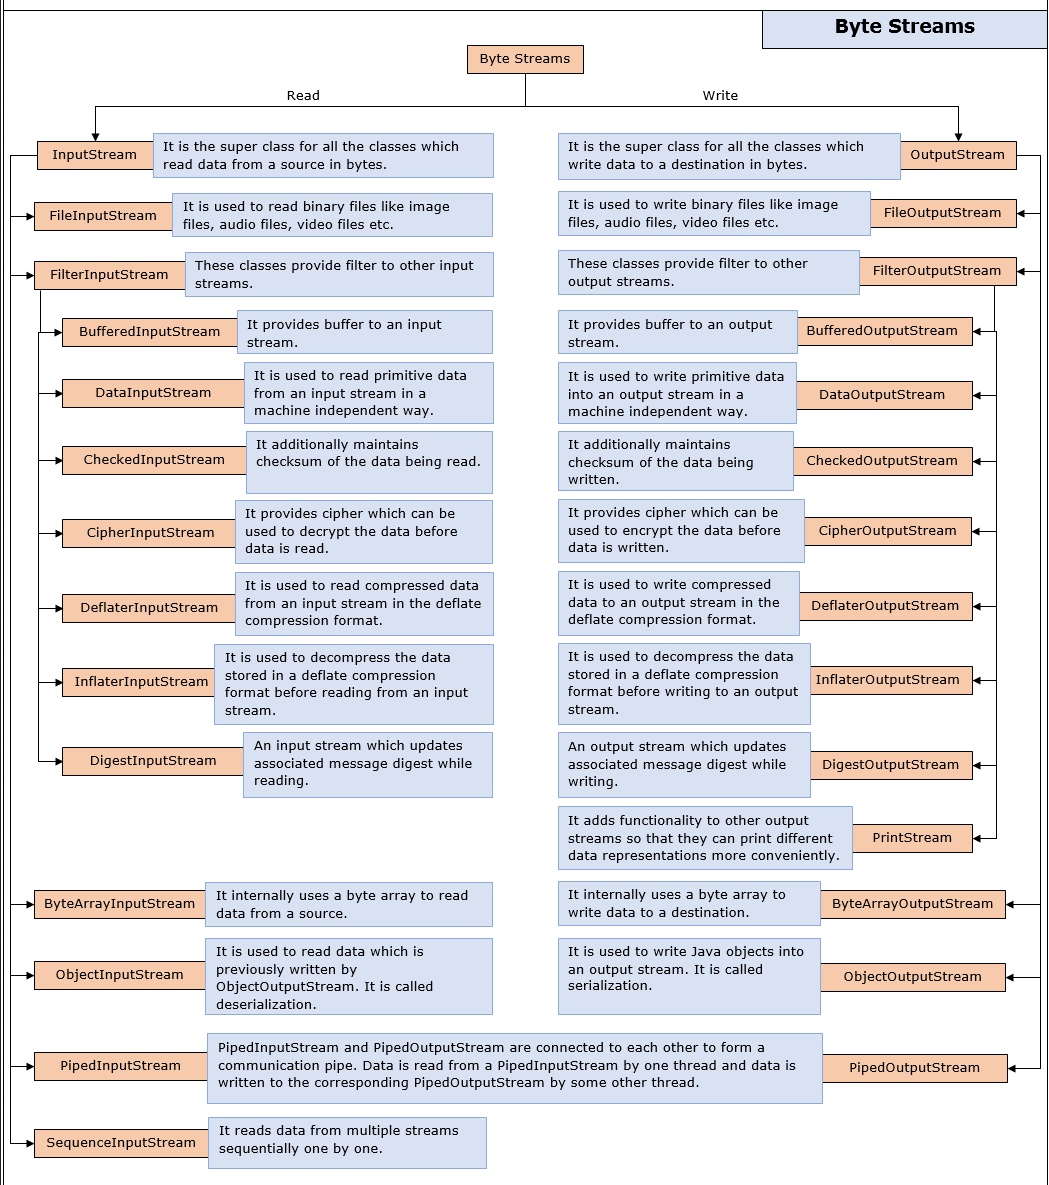 Byte Streams
Byte Streams
Read
Write
InputStream
It is the super class for all the classes which
read data from a source in bytes.
It is the super class for all the classes which
write data to a destination in bytes.
OutputStream
FileInputStream
It is used to read binary files like image
files, audio files, video files etc.
It is used to write binary files like image
files, audio files, video files etc.
FileOutputStream
FilterInputStream
These classes provide filter to other input
streams.
These classes provide filter to other
output streams.
FilterOutputStream
BufferedInputStream
It provides buffer to an input
stream.
It provides buffer to an output
stream.
BufferedOutputStream
DataInputStream
It is used to read primitive data
from an input stream in a
machine independent way.
It is used to write primitive data
into an output stream in a
machine independent way.
DataOutputStream
CheckedInputStream
It additionally maintains
checksum of the data being read.
It additionally maintains
checksum of the data being
written.
CheckedOutputStream
CipherInputStream
It provides cipher which can be
used to decrypt the data before
data is read.
It provides cipher which can be
used to encrypt the data before
data is written.
CipherOutputStream
DeflaterInputStream
It is used to read compressed data
from an input stream in the deflate
compression format.
It is used to write compressed
data to an output stream in the
deflate compression format.
DeflaterOutputStream
InflaterInputStream
It is used to decompress the data
stored in a deflate compression
format before reading from an input
stream.
It is used to decompress the data
stored in a deflate compression
format before writing to an output
stream.
InflaterOutputStream
DigestInputStream
An input stream which updates
associated message digest while
reading.
An output stream which updates
associated message digest while
writing.
DigestOutputStream
It adds functionality to other output
streams so that they can print different
data representations more conveniently.
PrintStream
ByteArrayInputStream
It internally uses a byte array to read
data from a source.
It internally uses a byte array to
write data to a destination.
ByteArrayOutputStream
ObjectInputStream
It is used to read data which is
previously written by
ObjectOutputStream. It is called
deserialization.
It is used to write Java objects into
an output stream. It is called
serialization.
ObjectOutputStream
PipedInputStream
PipedInputStream and PipedOutputStream are connected to each other to form a
communication pipe. Data is read from a PipedInputStream by one thread and data is
written to the corresponding PipedOutputStream by some other thread.
PipedOutputStream
SequenceInputStream
It reads data from multiple streams
sequentially one by one.